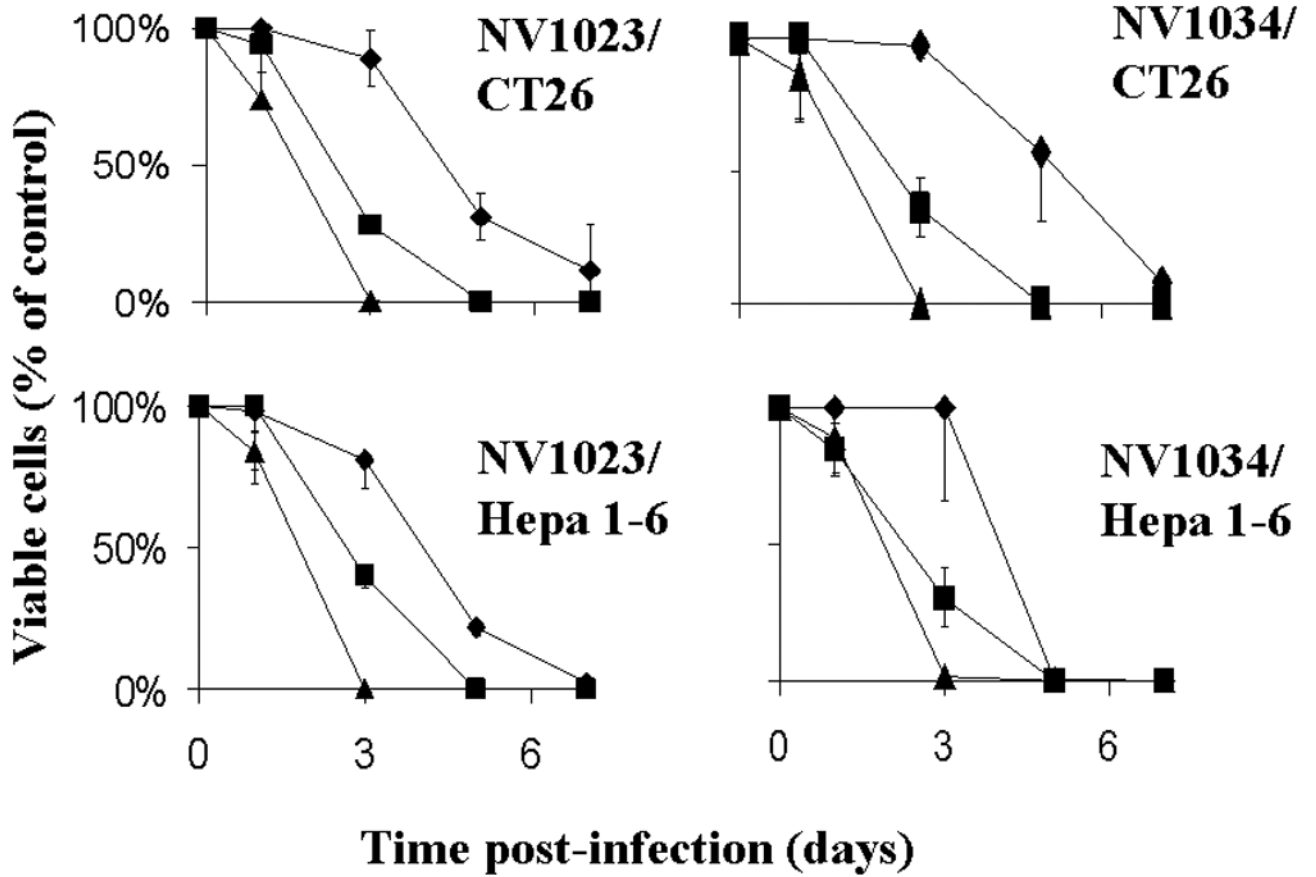 Viable cells (% of control)
100%
50%
0%
NV1023/
CT26
NV1034/
CT26
100%
50%
0%
NV1023/
Hepa 1-6
NV1034/
Hepa 1-6
0 3 6
0 3 6
Time post-infection (days)